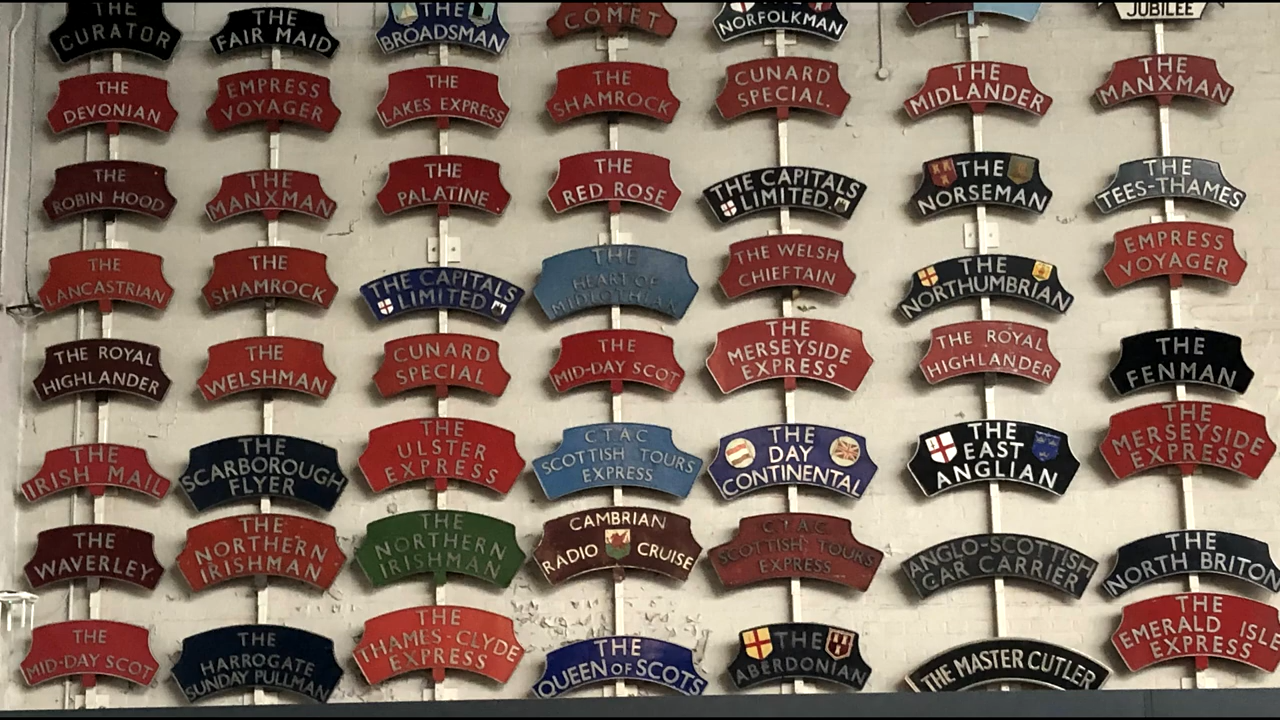 CURATOR
THE
FAIR MAID
THE
BROADSMAN
COMET
NORFOLKMAN
JUBILEE
THE
DEVONIAN
EMPRESS
VOYAGER
THE
LAKES EXPRESS
THE
SHAMROCK
CUNARD
SPECIAL.
THE
MIDLANDER
THE
MANXMAN
THE
ROBIN HOOD
THE
MANXMAN
THE
PALATINE
THE
RED ROSE
THE CAPITALS
LIMITED
THE
NORSEMAN
THE
TEES-THAMES
THE
LANCASTRIAN
THE
SHAMROCK
THE CAPITALS
LIMITED
THE
HEART OF
MIDLOTHIAN
THE WELSH
CHIEFTAIN
THE
NORTHUMBRIAN
EMPRESS
VOYAGER
THE ROYAL
HIGHLANDER
THE
WELSHMAN
CUNARD
SPECIAL
THE
MID-DAY SCOT
THE
MERSEYSIDE
EXPRESS
THE ROYAL
HIGHLANDER
THE
FENMAN
THE
IRISH MAIL
THE
SCARBOROUGH
FLYER
THE
ULSTER
EXPRESS
CTAC
SCOTTISH TOURS
EXPRESS
THE
DAY
CONTINENTAL
THE
EAST
ANGLIAN
THE
MERSEYSIDE
EXPRESS
THE
WAVERLEY
THE
NORTHERN
IRISHMAN
THE
NORTHERN
IRISHMAN
CAMBRIAN
RADIO CRUISE
C.T.A.C
SCOTTISH TOURS
EXPRESS
ANGLO-SCOTTISH
CAR CARRIER
THE
NORTH BRITON
THE
MID-DAY SCOT
THE
HARROGATE
SUNDAY PULLMAN
THE
THAMES-CLYDE
EXPRESS
THE
QUEEN OF SCOTS
THE
ABERDONIAN
THE MASTER CUTLER
THE
EMERALD ISLE
EXPRESS